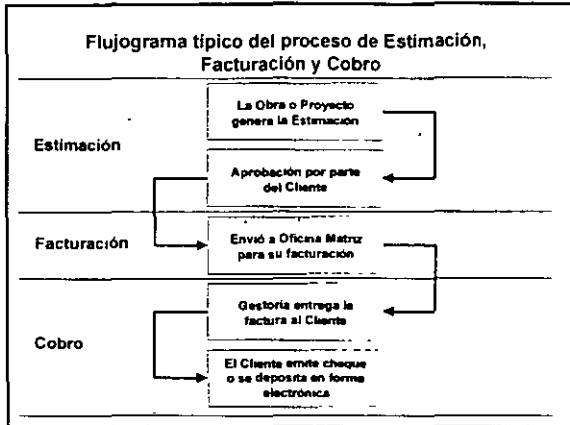 Flujograma típico del proceso de Estimación,
Facturación y Cobro
Estimación
La Obra o Proyecto
genera la Estimación
Aprobación por parte
del Cliente
Facturación
Envió a Oficina Matriz
para su facturación
Cobro
Gestoría entrega la
factura al Cliente
El Cliente emite cheque
o se deposita en forma
electrónica